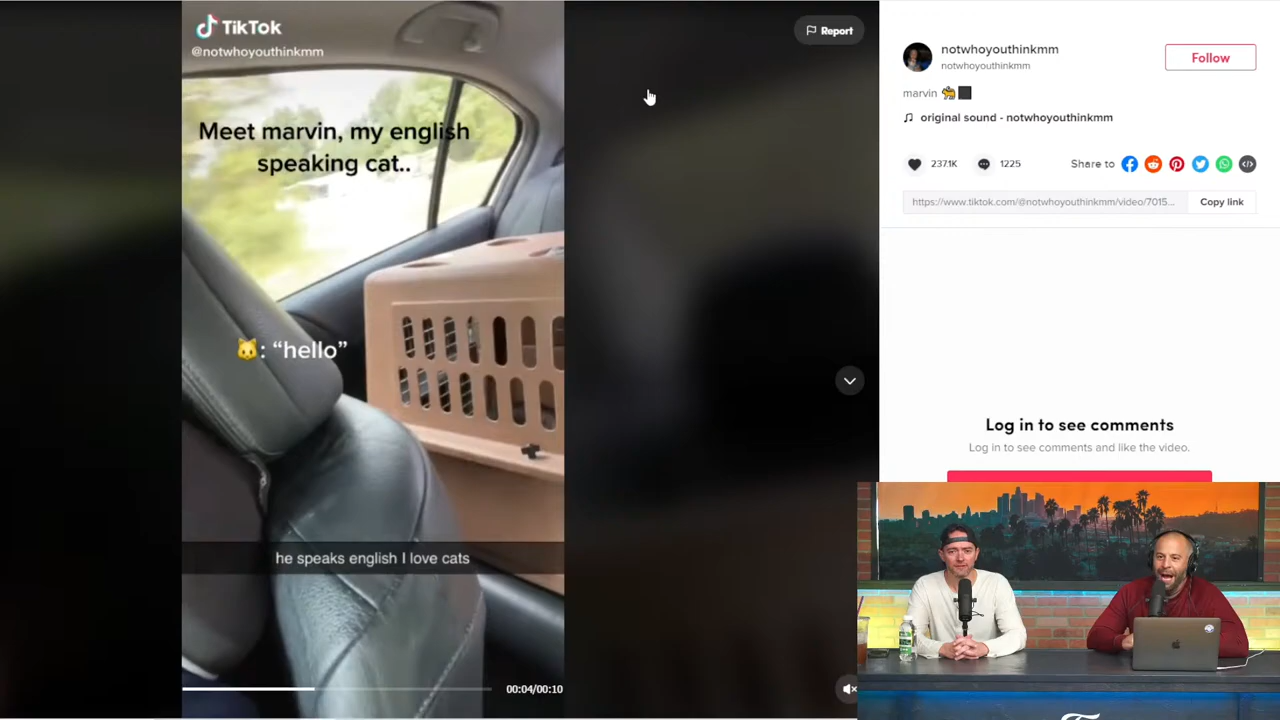 TikTok
@notwhoyouthinkmm
Meet marvin, my english
speaking cat..
🐱: “hello”
he speaks english I love cats
00:04/00:10
Report
notwhoyouthinkmm
notwhoyouthinkmm
Follow
marvin 🐈⬛
original sound - notwhoyouthinkmm
237.1K
1225
Share to
https://www.tiktok.com/@notwhoyouthinkmm/video/7015...
Copy link
Log in to see comments
Log in to see comments and like the video.